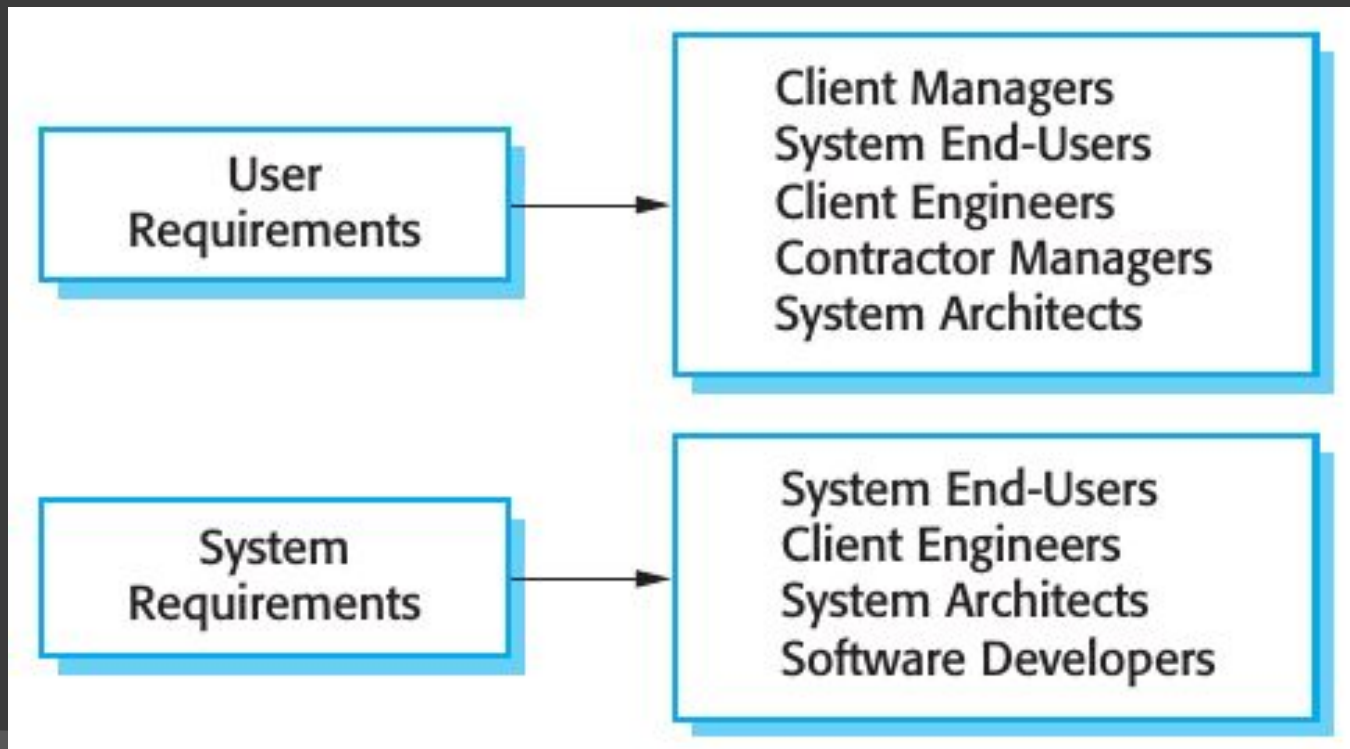 User
Requirements
Client Managers
System End-Users
Client Engineers
Contractor Managers
System Architects
System
Requirements
System End-Users
Client Engineers
System Architects
Software Developers